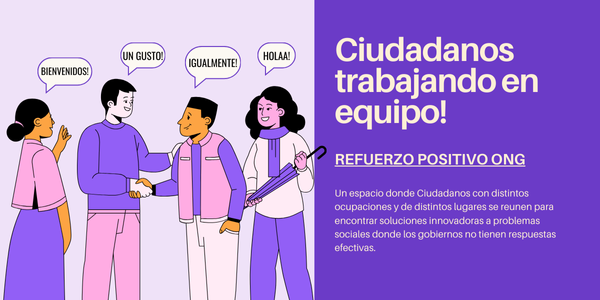 BIENVENIDOS!
UN GUSTO!
IGUALMENTE!
HOLAA!
Ciudadanos
trabajando en
equipo!
REFUERZO POSITIVO ONG
Un espacio donde Ciudadanos con distintos
ocupaciones y de distintos lugares se reunen para
encontrar soluciones innovadoras a problemas
sociales donde los gobiernos no tienen respuestas
efectivas.